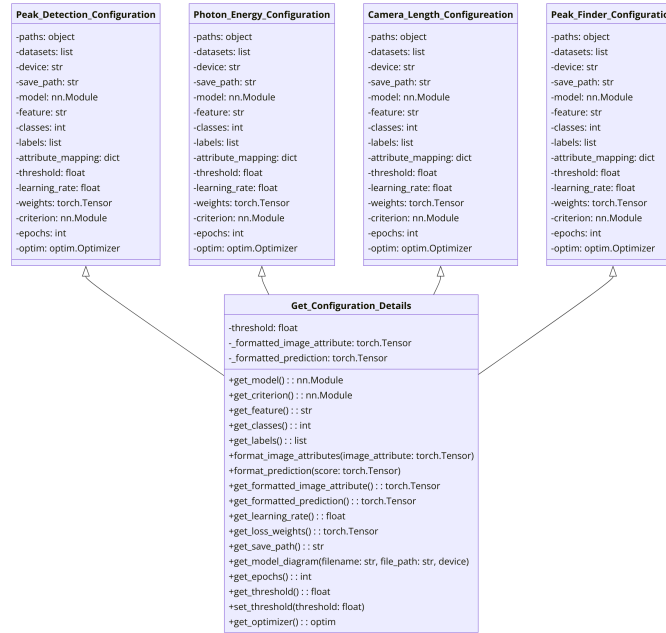 Peak_Detection_Configuration
-paths: object
-datasets: list
-device: str
-save_path: str
-model: nn.Module
-feature: str
-classes: int
-labels: list
-attribute_mapping: dict
-threshold: float
-learning_rate: float
-weights: torch.Tensor
-criterion: nn.Module
-epochs: int
-optim: optim.Optimizer
Photon_Energy_Configuration
-paths: object
-datasets: list
-device: str
-save_path: str
-model: nn.Module
-feature: str
-classes: int
-labels: list
-attribute_mapping: dict
-threshold: float
-learning_rate: float
-weights: torch.Tensor
-criterion: nn.Module
-epochs: int
-optim: optim.Optimizer
Camera_Length_Configureation
-paths: object
-datasets: list
-device: str
-save_path: str
-model: nn.Module
-feature: str
-classes: int
-labels: list
-attribute_mapping: dict
-threshold: float
-learning_rate: float
-weights: torch.Tensor
-criterion: nn.Module
-epochs: int
-optim: optim.Optimizer
Peak_Finder_Configuratio
-paths: object
-datasets: list
-device: str
-save_path: str
-model: nn.Module
-feature: str
-classes: int
-labels: list
-attribute_mapping: dict
-threshold: float
-learning_rate: float
-weights: torch.Tensor
-criterion: nn.Module
-epochs: int
-optim: optim.Optimizer
Get_Configuration_Details
-threshold: float
-_formatted_image_attribute: torch.Tensor
-_formatted_prediction: torch.Tensor
+get_model() : : nn.Module
+get_criterion() : : nn.Module
+get_feature() : : str
+get_classes() : : int
+get_labels() : : list
+format_image_attributes(image_attribute: torch.Tensor)
+format_prediction(score: torch.Tensor)
+get_formatted_image_attribute() : : torch.Tensor
+get_formatted_prediction() : : torch.Tensor
+get_learning_rate() : : float
+get_loss_weights() : : torch.Tensor
+get_save_path() : : str
+get_model_diagram(filename: str, file_path: str, device)
+get_epochs() : : int
+get_threshold() : : float
+set_threshold(threshold: float)
+get_optimizer() : : optim